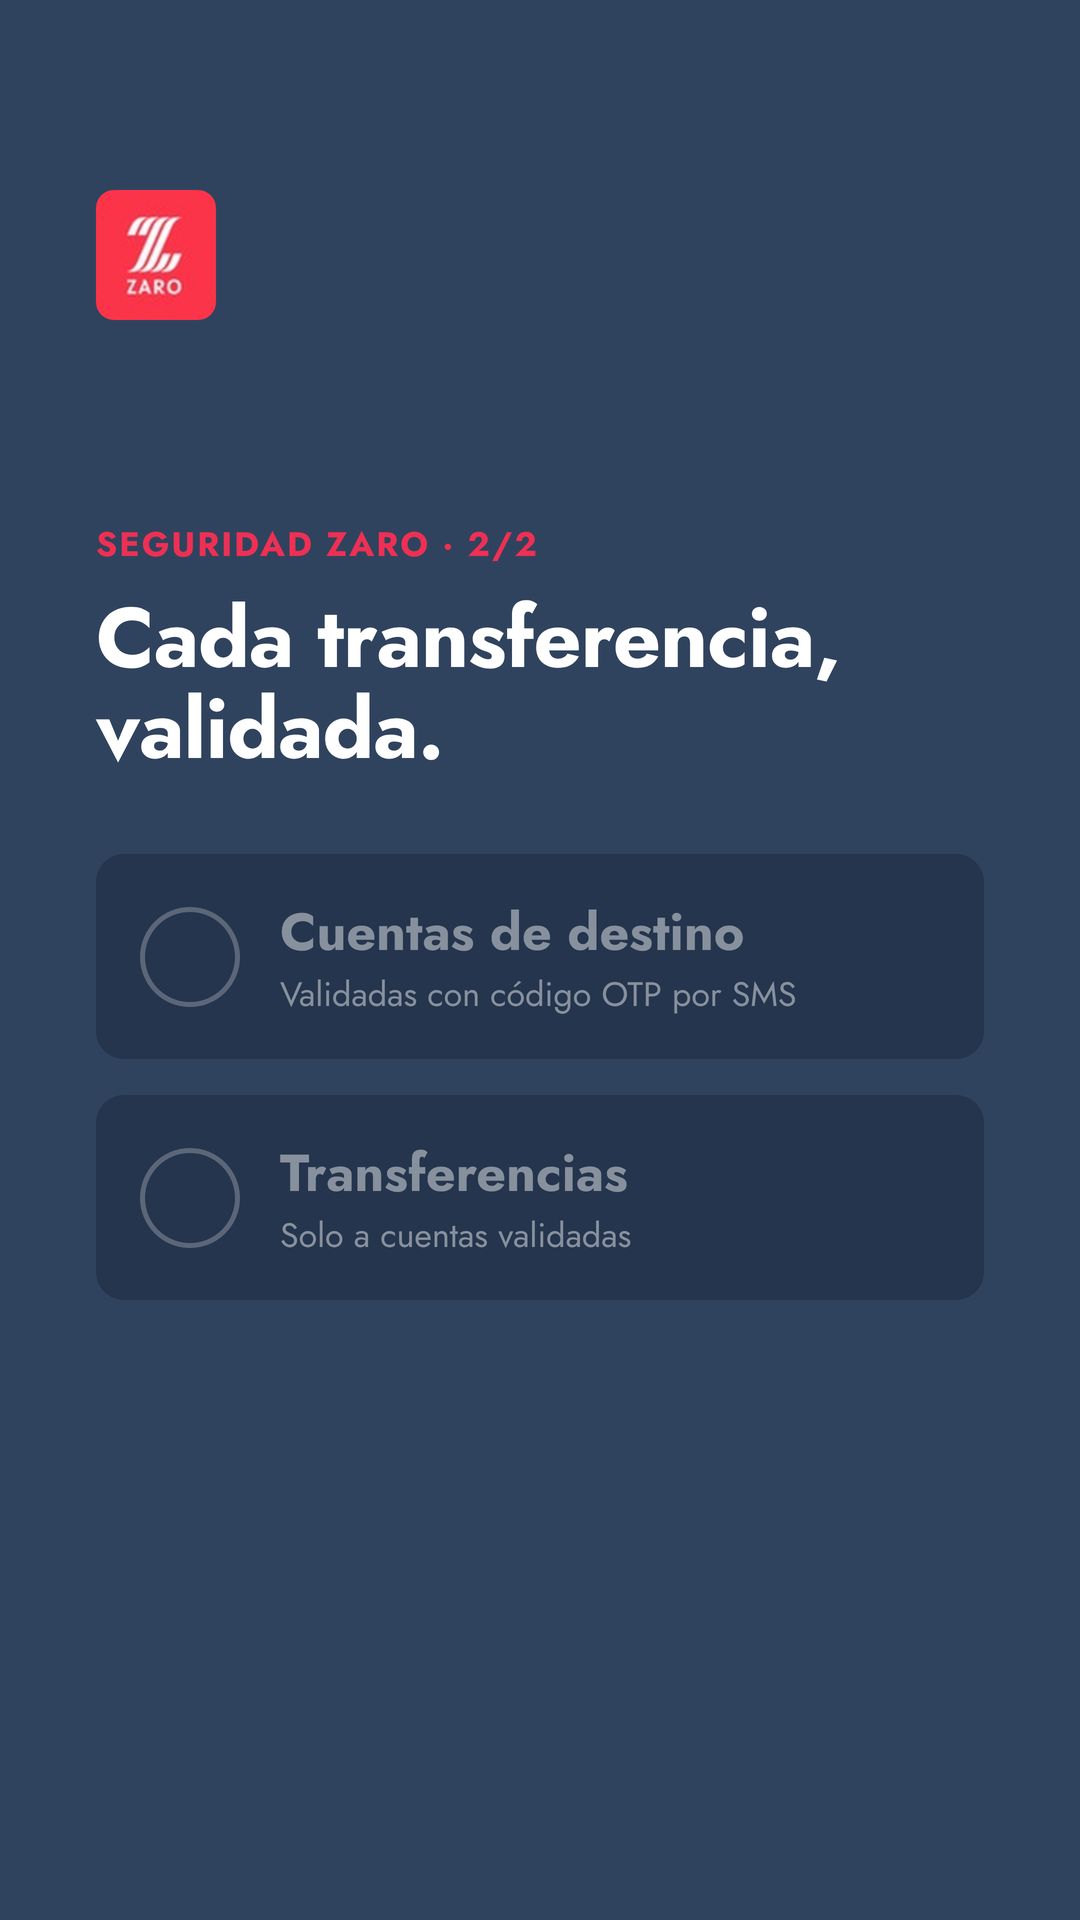 ZARO
SEGURIDAD ZARO · 2/2
Cada transferencia,
validada.
Cuentas de destino
Validadas con código OTP por SMS
Transferencias
Solo a cuentas validadas